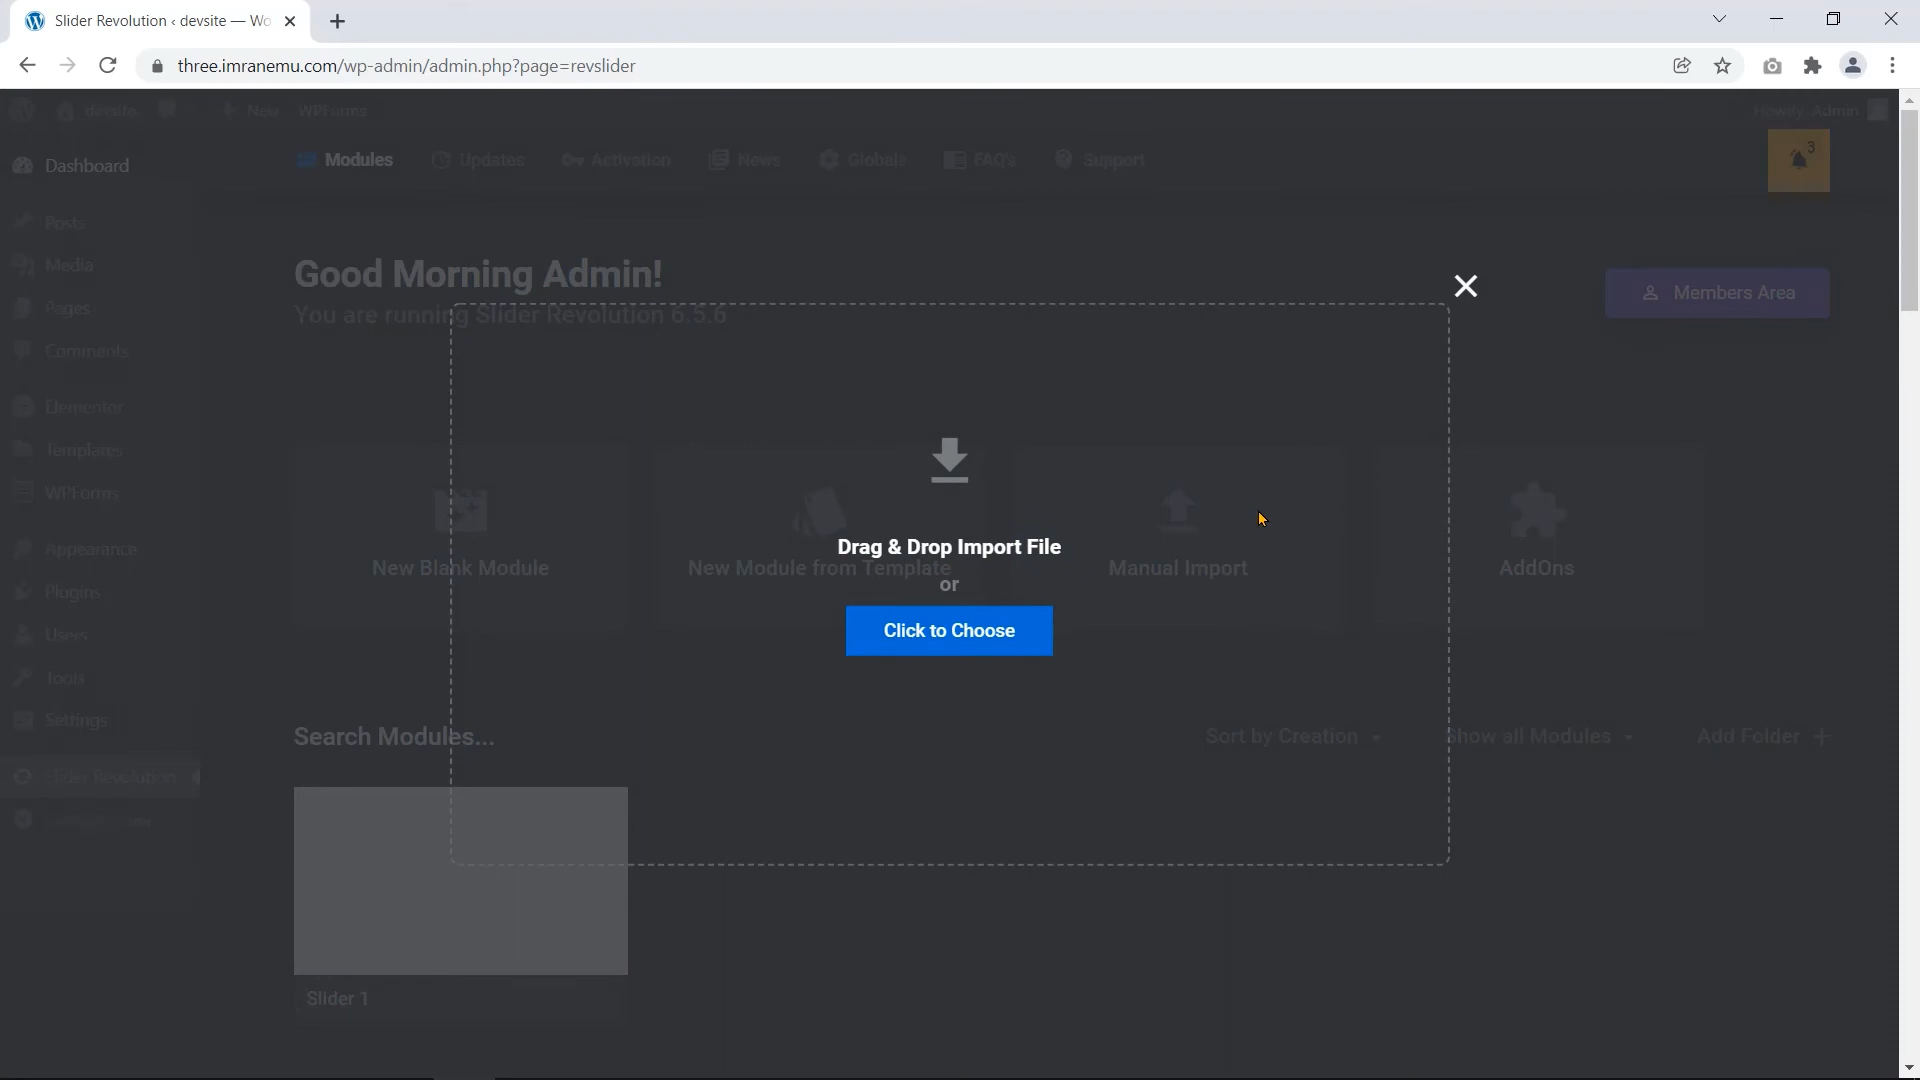 Slider Revolution ‹ devsite — Wo
three.imranemu.com/wp-admin/admin.php?page=revslider
devsite
New
WPForms
Howdy, Admin
Dashboard
Modules
Updates
Activation
News
Globals
FAQ's
Support
3
Posts
Media
Pages
Comments
Elementor
Templates
WPForms
Appearance
Plugins
Users
Tools
Settings
Slider Revolution
Good Morning Admin!
You are running Slider Revolution 6.5.6
Members Area
Drag & Drop Import File
or
Click to Choose
New Blank Module
New Module from Template
Manual Import
AddOns
Search Modules...
Sort by Creation
Show all Modules
Add Folder +
Slider 1